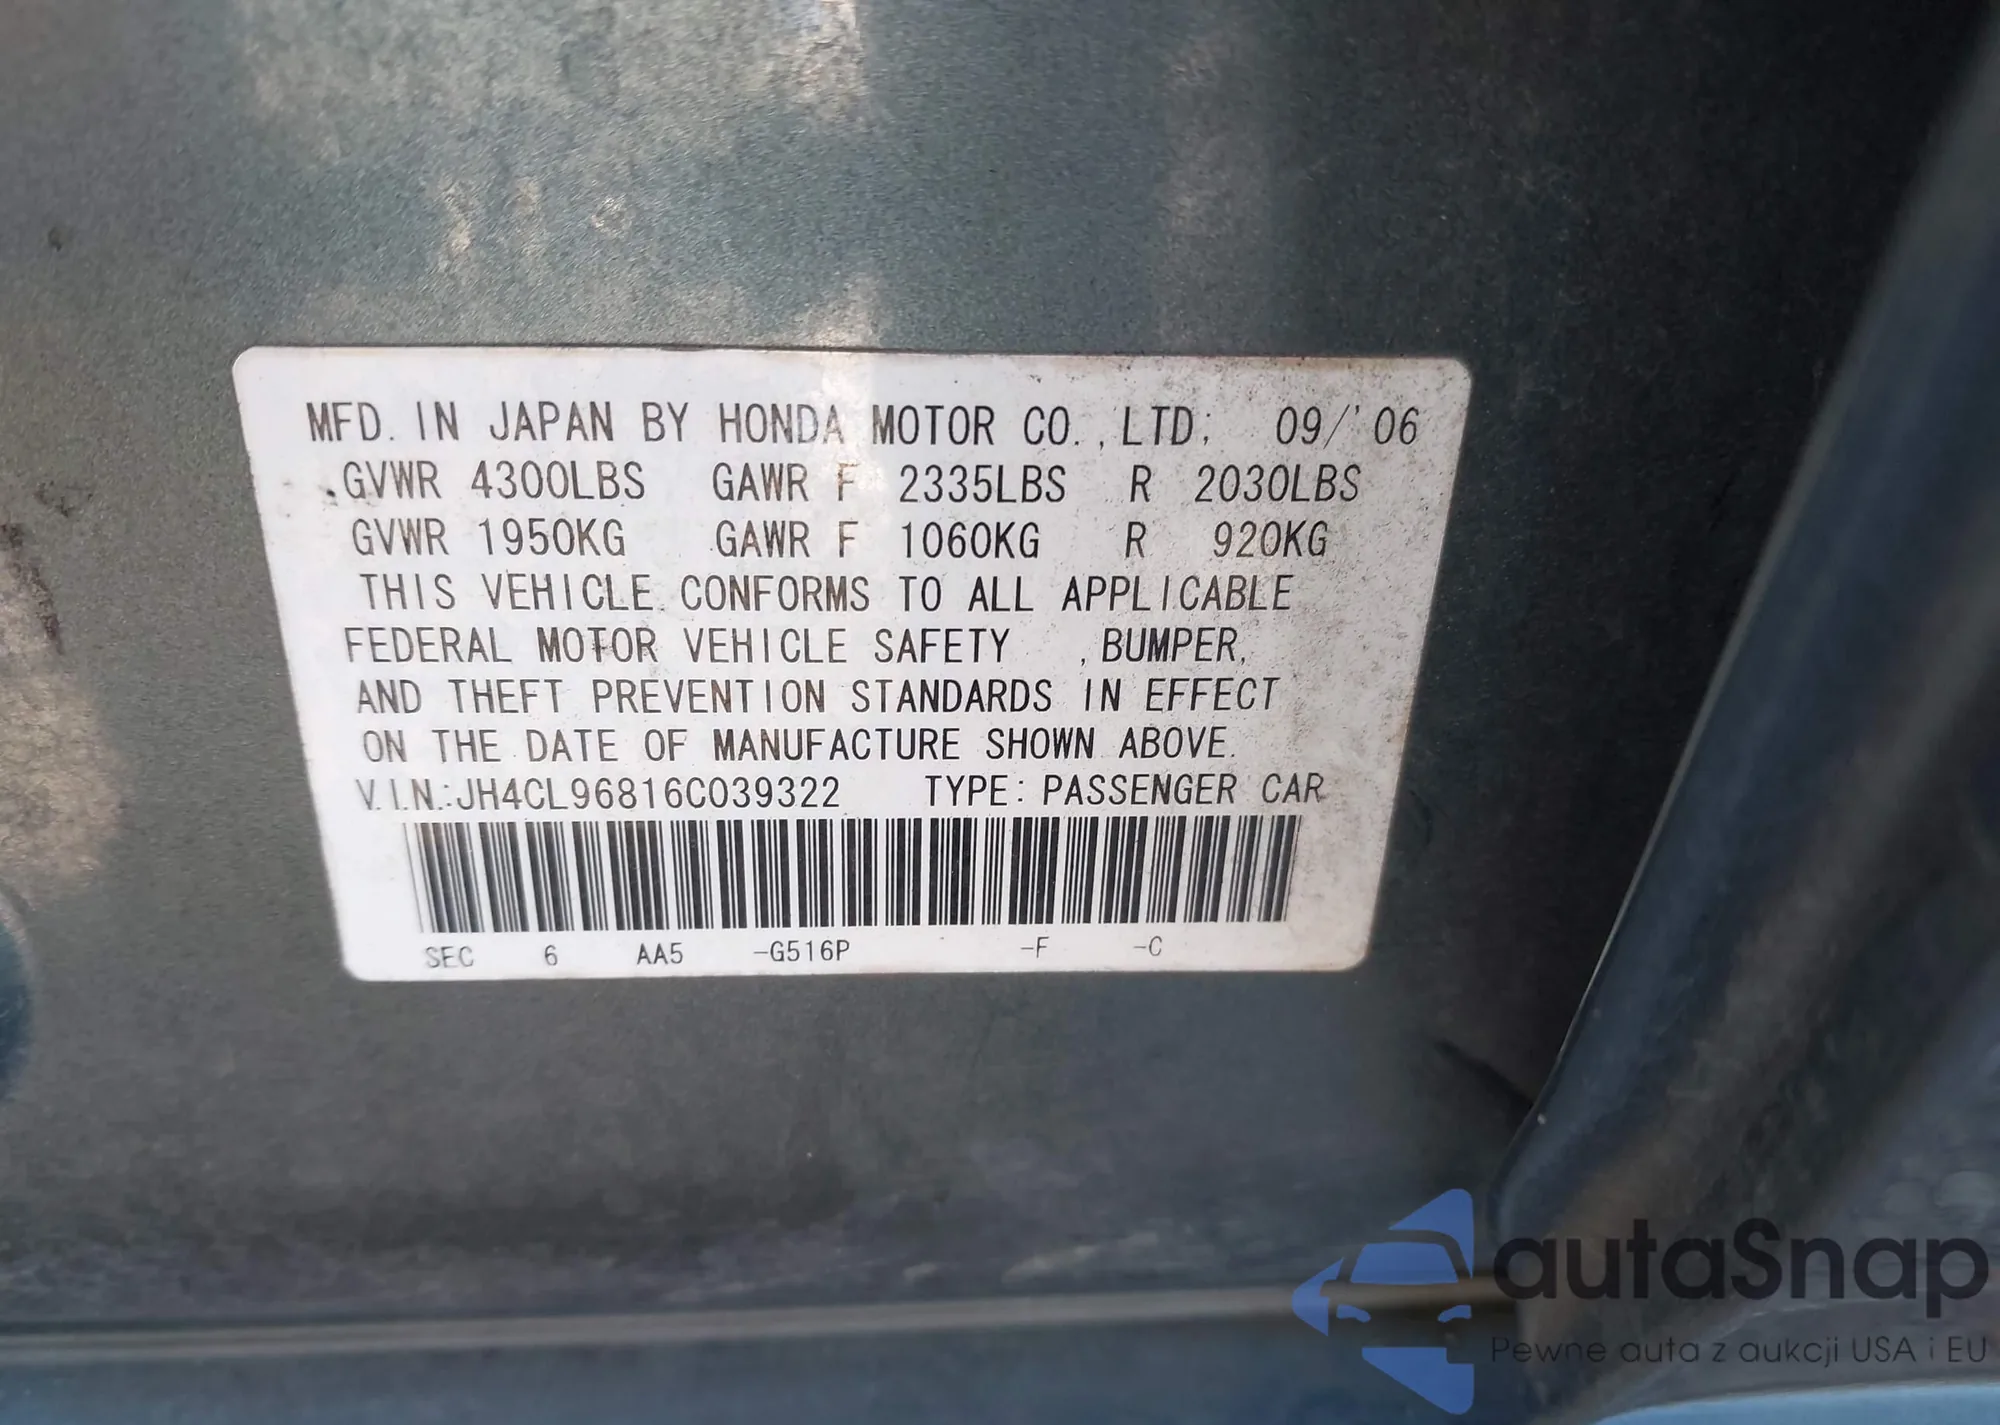 MFD. IN JAPAN BY HONDA MOTOR CO., LTD; 09/'06
GVWR 4300LBS GAWR F 2335LBS R 2030LBS
GVWR 1950KG GAWR F 1060KG R 920KG
THIS VEHICLE CONFORMS TO ALL APPLICABLE
FEDERAL MOTOR VEHICLE SAFETY , BUMPER,
AND THEFT PREVENTION STANDARDS IN EFFECT
ON THE DATE OF MANUFACTURE SHOWN ABOVE.
V.I.N.:JH4CL96816C039322 TYPE: PASSENGER CAR
SEC 6 AA5 -G516P -F -C
autaSnap
Pewne auta z aukcji USA i EU